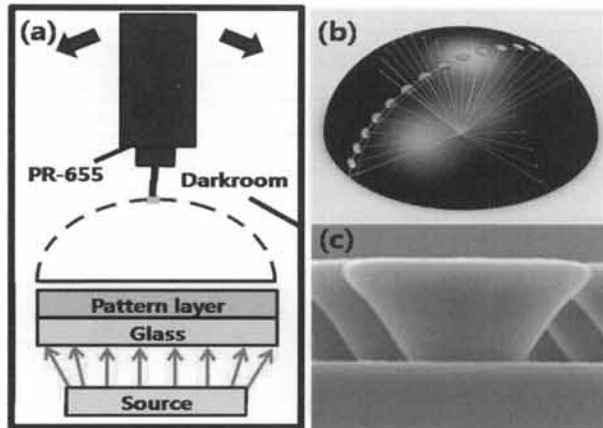 (a)
PR-655
Darkroom
Pattern layer
Glass
Source
(b)
(c)